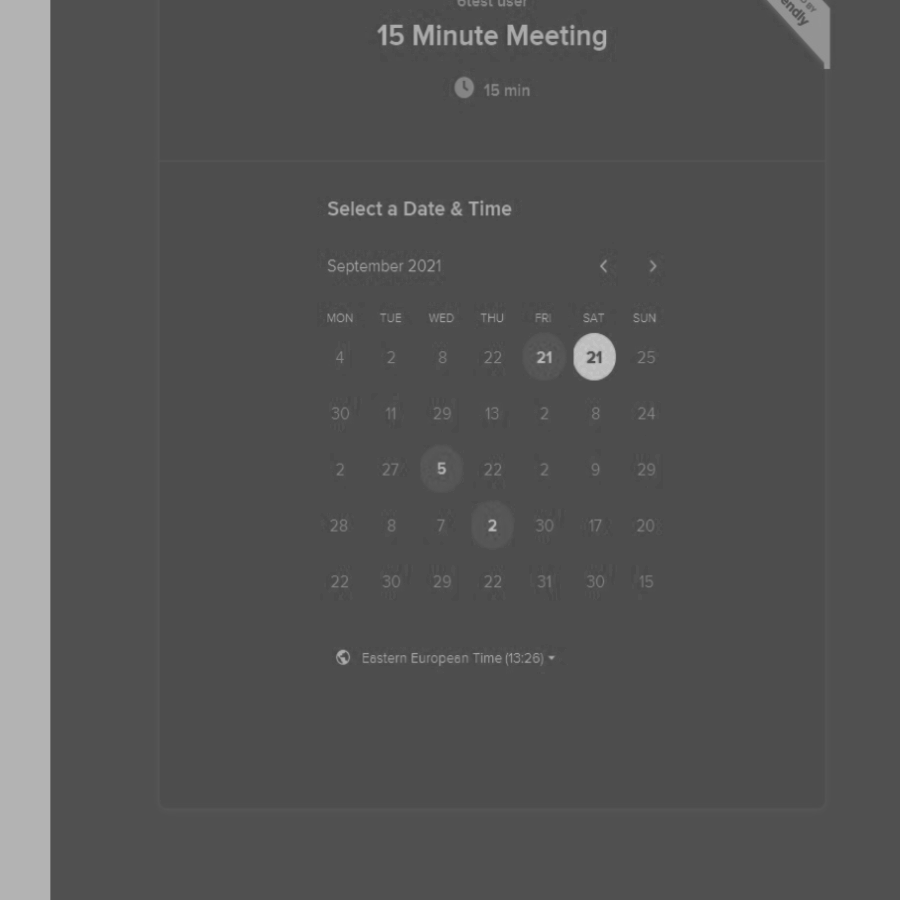 6test user
15 Minute Meeting
15 min
Select a Date & Time
September 2021
MON TUE WED THU FRI SAT SUN
4 2 8 22 21 21 25
30 11 29 13 2 8 24
2 27 5 22 2 9 29
28 8 7 2 30 17 20
22 30 29 22 31 30 15
Eastern European Time (13:26)